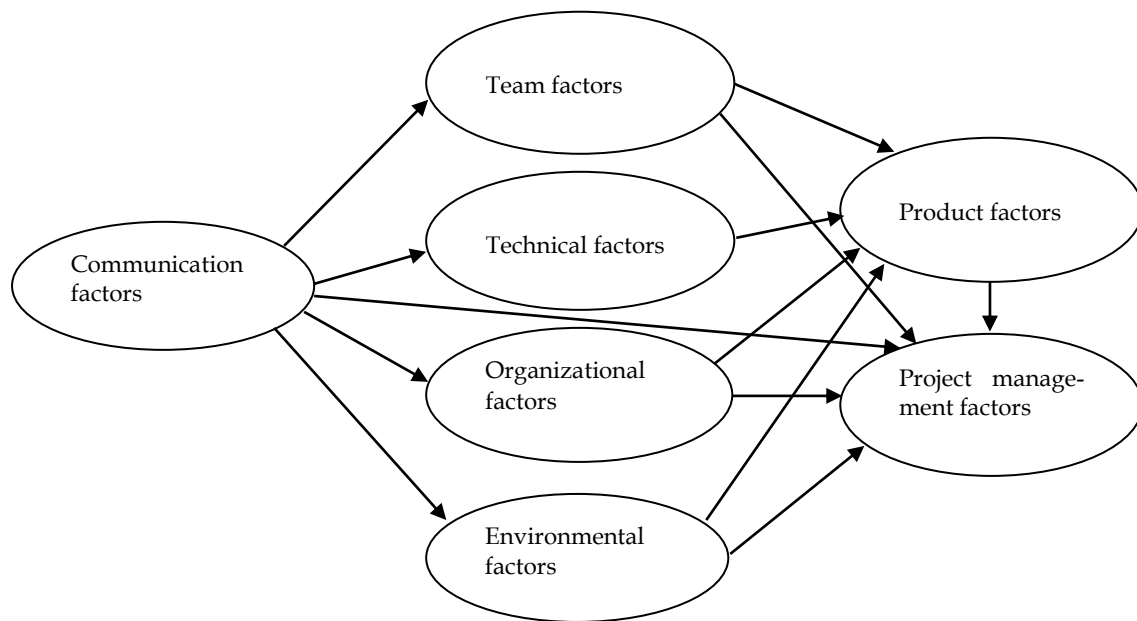 Team factors
Product factors
Technical factors
Communication
factors
Organizational
factors
Project manage-
ment factors
Environmental
factors